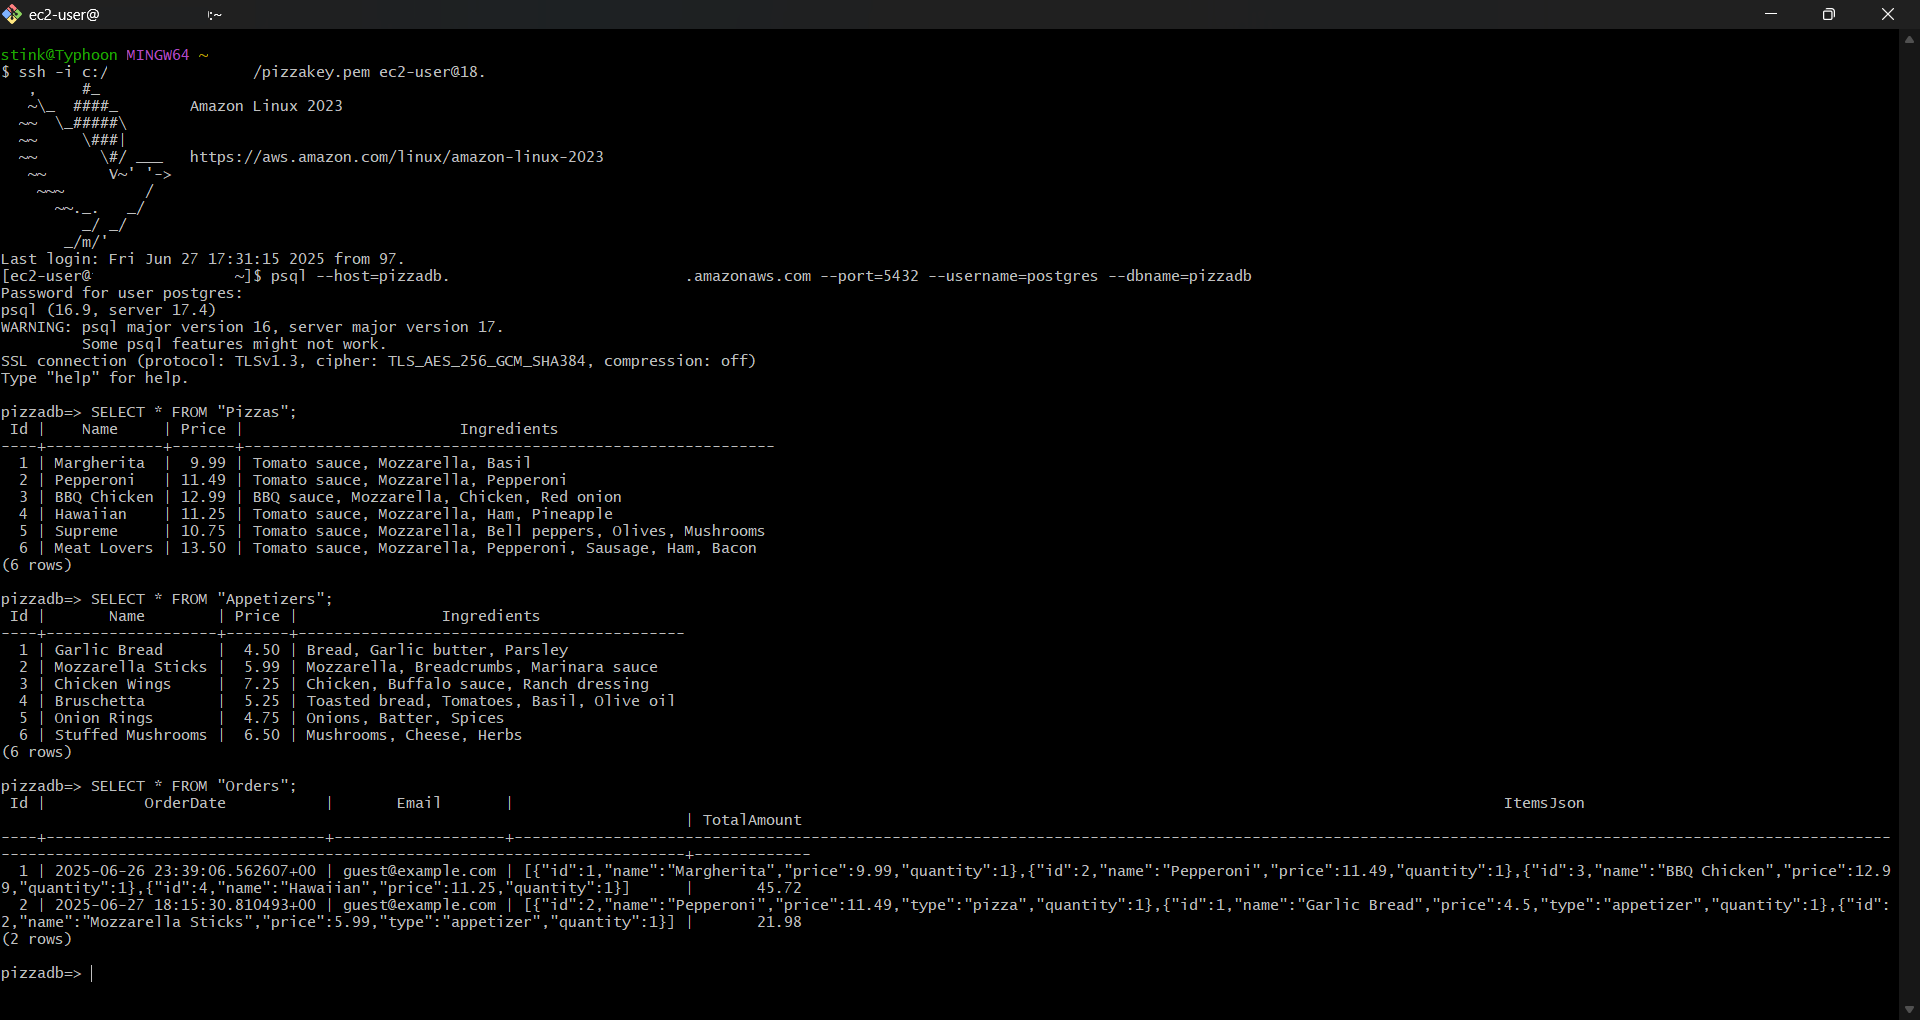 ec2-user@ :~
stink@Typhoon MINGW64 ~
$ ssh -i c:/ /pizzakey.pem ec2-user@18.
   ,     #_
   ~\_  ####_        Amazon Linux 2023
  ~~  \_#####\
  ~~     \###|
  ~~       \#/ ___   https://aws.amazon.com/linux/amazon-linux-2023
   ~~       V~' '->
    ~~~         /
      ~~._.   _/
         _/ _/
       _/m/'
Last login: Fri Jun 27 17:31:15 2025 from 97.
[ec2-user@ ~]$ psql --host=pizzadb. .amazonaws.com --port=5432 --username=postgres --dbname=pizzadb
Password for user postgres:
psql (16.9, server 17.4)
WARNING: psql major version 16, server major version 17.
         Some psql features might not work.
SSL connection (protocol: TLSv1.3, cipher: TLS_AES_256_GCM_SHA384, compression: off)
Type "help" for help.
pizzadb=> SELECT * FROM "Pizzas";
 Id |    Name     | Price |                        Ingredients
----+-------------+-------+-----------------------------------------------------------
  1 | Margherita  |  9.99 | Tomato sauce, Mozzarella, Basil
  2 | Pepperoni   | 11.49 | Tomato sauce, Mozzarella, Pepperoni
  3 | BBQ Chicken | 12.99 | BBQ sauce, Mozzarella, Chicken, Red onion
  4 | Hawaiian    | 11.25 | Tomato sauce, Mozzarella, Ham, Pineapple
  5 | Supreme     | 10.75 | Tomato sauce, Mozzarella, Bell peppers, Olives, Mushrooms
  6 | Meat Lovers | 13.50 | Tomato sauce, Mozzarella, Pepperoni, Sausage, Ham, Bacon
(6 rows)
pizzadb=> SELECT * FROM "Appetizers";
 Id |       Name        | Price |                Ingredients
----+-------------------+-------+-------------------------------------------
  1 | Garlic Bread      |  4.50 | Bread, Garlic butter, Parsley
  2 | Mozzarella Sticks |  5.99 | Mozzarella, Breadcrumbs, Marinara sauce
  3 | Chicken Wings     |  7.25 | Chicken, Buffalo sauce, Ranch dressing
  4 | Bruschetta        |  5.25 | Toasted bread, Tomatoes, Basil, Olive oil
  5 | Onion Rings       |  4.75 | Onions, Batter, Spices
  6 | Stuffed Mushrooms |  6.50 | Mushrooms, Cheese, Herbs
(6 rows)
pizzadb=> SELECT * FROM "Orders";
 Id |           OrderDate           |       Email       | ItemsJson
 | TotalAmount
----+-------------------------------+-------------------+---------------------------------------------------------------------------------------------------------------------------------------------------------
----------------------------------------------------------------------------+-------------
  1 | 2025-06-26 23:39:06.562607+00 | guest@example.com | [{"id":1,"name":"Margherita","price":9.99,"quantity":1},{"id":2,"name":"Pepperoni","price":11.49,"quantity":1},{"id":3,"name":"BBQ Chicken","price":12.9
9,"quantity":1},{"id":4,"name":"Hawaiian","price":11.25,"quantity":1}]      |       45.72
  2 | 2025-06-27 18:15:30.810493+00 | guest@example.com | [{"id":2,"name":"Pepperoni","price":11.49,"type":"pizza","quantity":1},{"id":1,"name":"Garlic Bread","price":4.5,"type":"appetizer","quantity":1},{"id":
2,"name":"Mozzarella Sticks","price":5.99,"type":"appetizer","quantity":1}] |       21.98
(2 rows)
pizzadb=>